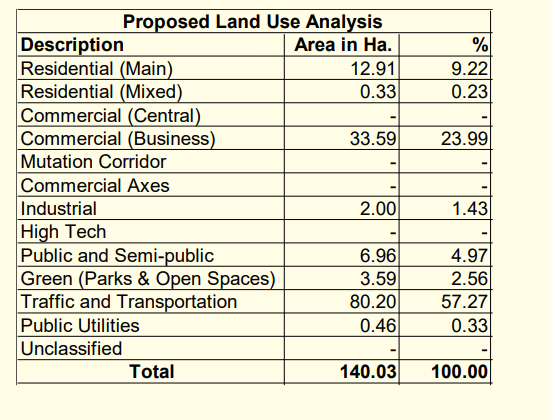 Proposed Land Use Analysis
Description Area in Ha. %
Residential (Main) 12.91 9.22
Residential (Mixed) 0.33 0.23
Commercial (Central) - -
Commercial (Business) 33.59 23.99
Mutation Corridor - -
Commercial Axes - -
Industrial 2.00 1.43
High Tech - -
Public and Semi-public 6.96 4.97
Green (Parks & Open Spaces) 3.59 2.56
Traffic and Transportation 80.20 57.27
Public Utilities 0.46 0.33
Unclassified - -
Total 140.03 100.00